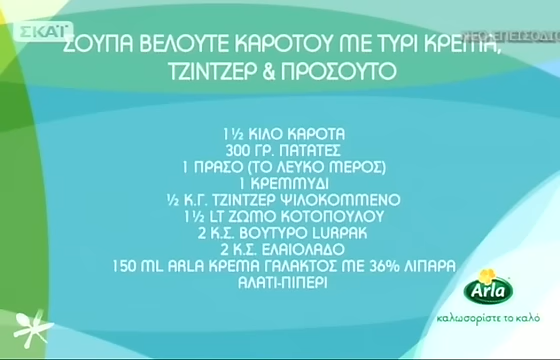 ΣΚΑΪ
ΝΕΟ ΕΠΕΙΣΟΔΙΟ
ΣΟΥΠΑ ΒΕΛΟΥΤΕ ΚΑΡΟΤΟΥ ΜΕ ΤΥΡΙ ΚΡΕΜΑ,
ΤΖΙΝΤΖΕΡ & ΠΡΟΣΟΥΤΟ
1½ ΚΙΛΟ ΚΑΡΟΤΑ
300 ΓΡ. ΠΑΤΑΤΕΣ
1 ΠΡΑΣΟ (ΤΟ ΛΕΥΚΟ ΜΕΡΟΣ)
1 ΚΡΕΜΜΥΔΙ
½ Κ.Γ. ΤΖΙΝΤΖΕΡ ΨΙΛΟΚΟΜΜΕΝΟ
1½ LT ΖΩΜΟ ΚΟΤΟΠΟΥΛΟΥ
2 Κ.Σ. ΒΟΥΤΥΡΟ LURPAK
2 Κ.Σ. ΕΛΑΙΟΛΑΔΟ
150 ML ARLA ΚΡΕΜΑ ΓΑΛΑΚΤΟΣ ΜΕ 36% ΛΙΠΑΡΑ
ΑΛΑΤΙ-ΠΙΠΕΡΙ
Arla
καλωσορίστε το καλό